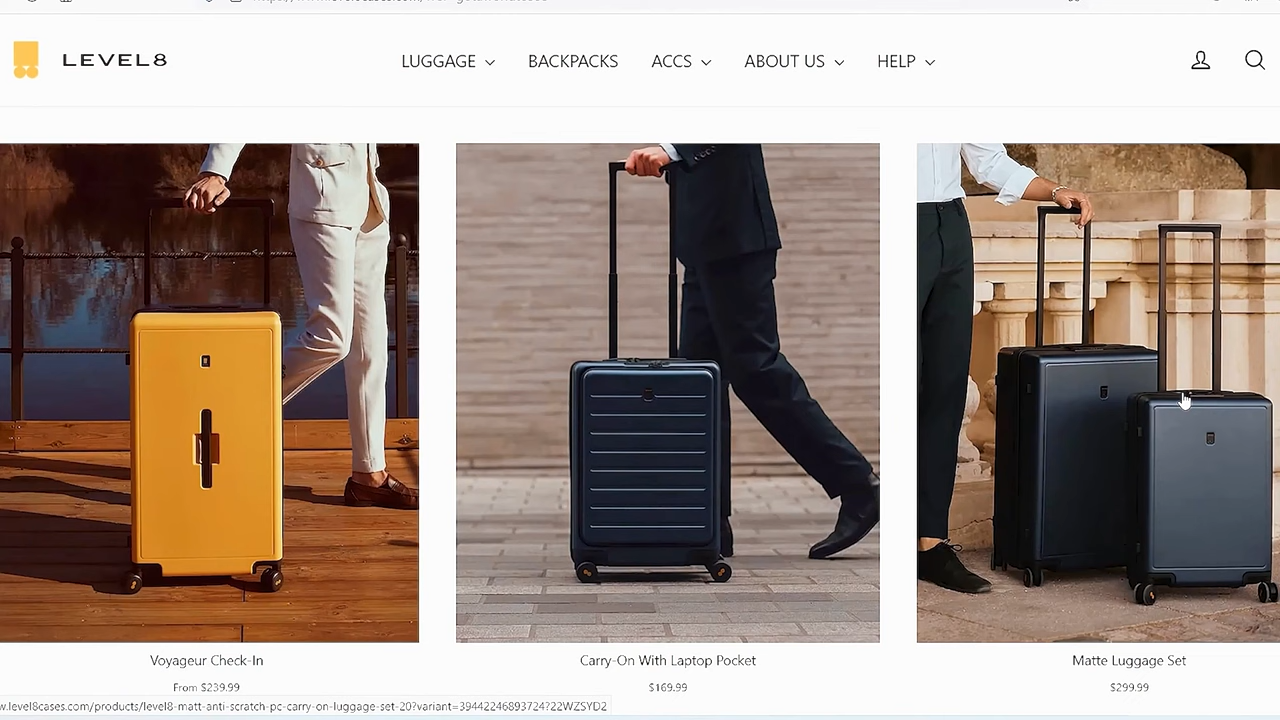 LEVEL8
LUGGAGE
BACKPACKS
ACCS
ABOUT US
HELP
Voyageur Check-In
Carry-On With Laptop Pocket
Matte Luggage Set
From $239.99
$169.99
$299.99
w.level8cases.com/products/level8-matt-anti-scratch-pc-carry-on-luggage-set-20?variant=39442246893724?22WZSYD2